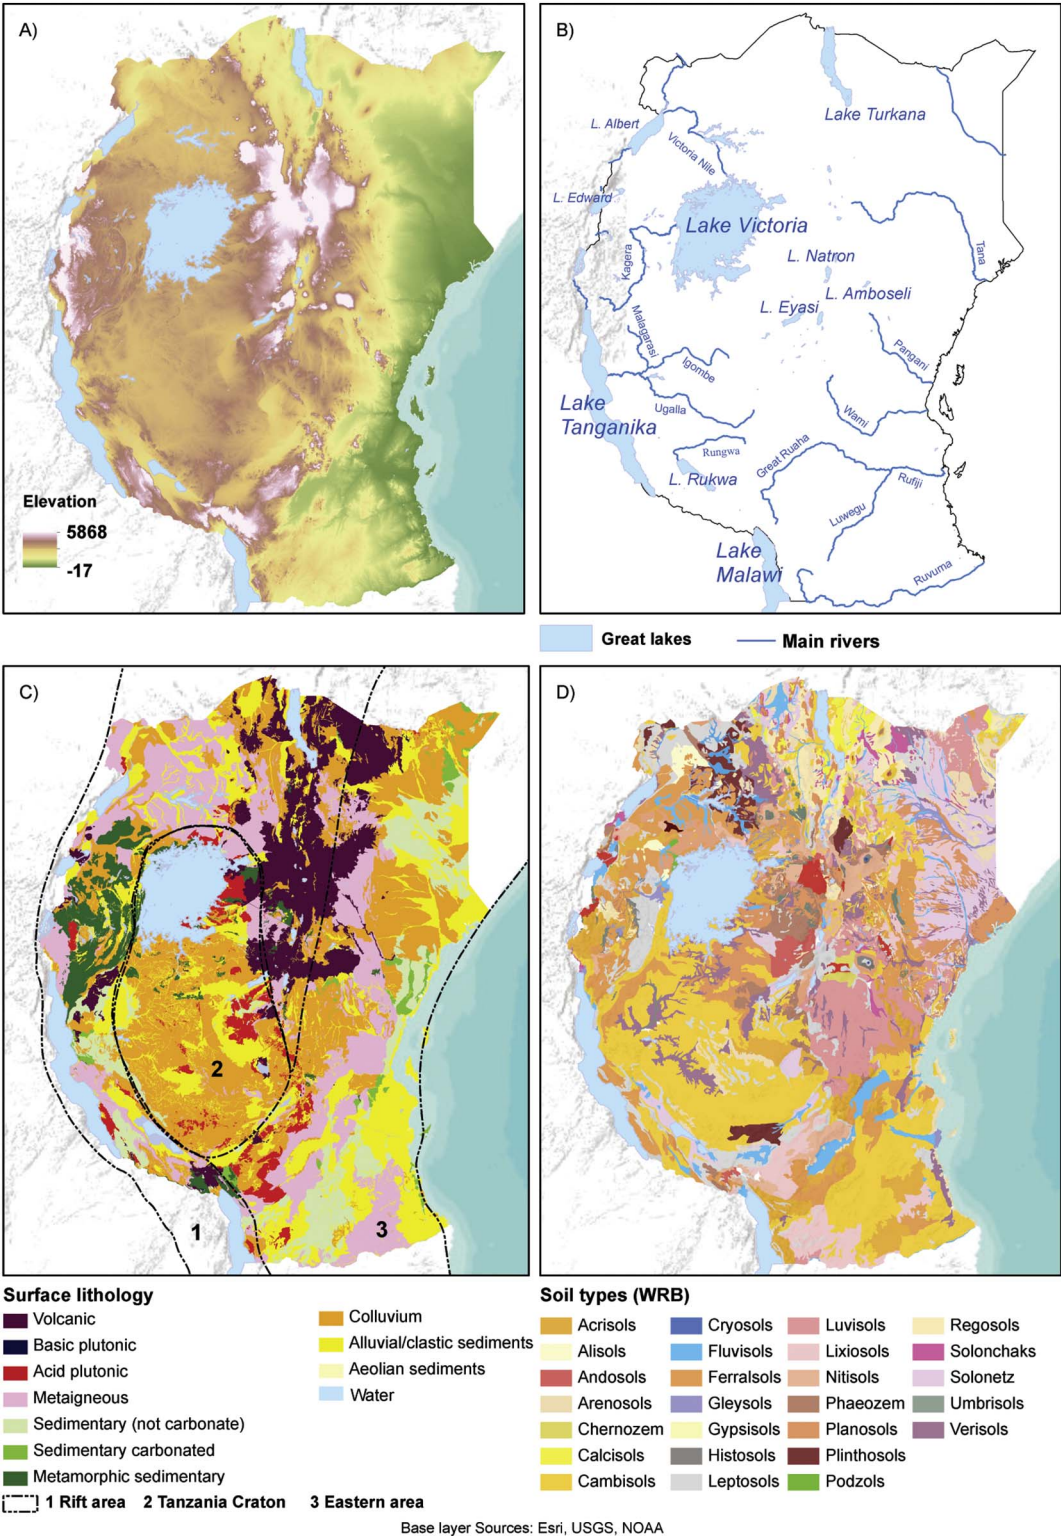 A)
Elevation
5868
-17
B)
L. Albert
Victoria Nile
Lake Turkana
L. Edward
Lake Victoria
Kagera
L. Natron
Tana
L. Eyasi
L. Amboseli
Malagarasi
Igombe
Pangani
Lake
Tanganika
Ugalla
Wami
Rungwa
Great Ruaha
L. Rukwa
Rufiji
Luwegu
Lake
Malawi
Ruvuma
Great lakes
Main rivers
C)
2
1
3
D)
Surface lithology
Volcanic
Basic plutonic
Acid plutonic
Metaigneous
Sedimentary (not carbonate)
Sedimentary carbonated
Metamorphic sedimentary
Colluvium
Alluvial/clastic sediments
Aeolian sediments
Water
1 Rift area 2 Tanzania Craton 3 Eastern area
Soil types (WRB)
Acrisols
Alisols
Andosols
Arenosols
Chernozem
Calcisols
Cambisols
Cryosols
Fluvisols
Ferralsols
Gleysols
Gypsisols
Histosols
Leptosols
Luvisols
Lixiosols
Nitisols
Phaeozem
Planosols
Plinthosols
Podzols
Regosols
Solonchaks
Solonetz
Umbrisols
Verisols
Base layer Sources: Esri, USGS, NOAA